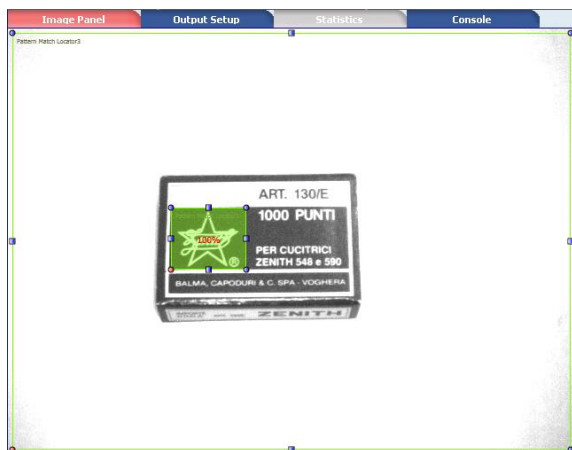 Image Panel
Output Setup
Statistics
Console
Pattern Match Locator3
ART. 130/E
1000 PUNTI
100%
®
PER CUCITRICI
ZENITH 548 e 590
BALMA, CAPODURI & C. SPA - VOGHERA
ZENITH